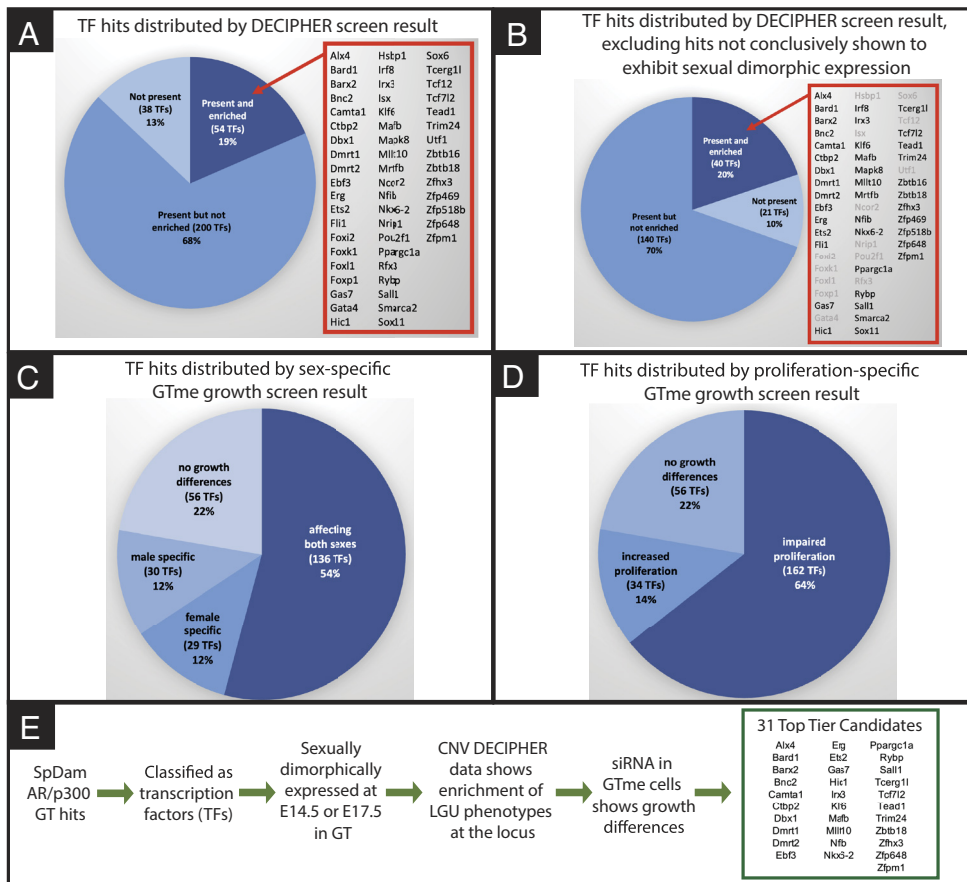 A
TF hits distributed by DECIPHER screen result
Not present
(38 TFs)
13%
Present and
enriched
(54 TFs)
19%
Present but not
enriched (200 TFs)
68%
Alx4 Hsbp1 Sox6
Bard1 Irf8 Tcerg1l
Barx2 Irx3 Tcf12
Bnc2 Isx Tcf7l2
Camta1 Klf6 Tead1
Ctbp2 Mafb Trim24
Dbx1 Mapk8 Utf1
Dmrt1 Mllt10 Zbtb16
Dmrt2 Mrtfb Zbtb18
Ebf3 Ncor2 Zfhx3
Erg Nfib Zfp469
Ets2 Nkx6-2 Zfp518b
Fli1 Nrip1 Zfp648
Foxi2 Pou2f1 Zfpm1
Foxk1 Ppargc1a
Foxl1 Rfx3
Foxp1 Rybp
Gas7 Sall1
Gata4 Smarca2
Hic1 Sox11
B
TF hits distributed by DECIPHER screen result,
excluding hits not conclusively shown to
exhibit sexual dimorphic expression
Present and
enriched
(40 TFs)
20%
Not present
(21 TFs)
10%
Present but
not enriched
(140 TFs)
70%
Alx4 Hsbp1 Sox6
Bard1 Irf8 Tcerg1l
Barx2 Irx3 Tcf12
Bnc2 Isx Tcf7l2
Camta1 Klf6 Tead1
Ctbp2 Mafb Trim24
Dbx1 Mapk8 Utf1
Dmrt1 Mllt10 Zbtb16
Dmrt2 Mrtfb Zbtb18
Ebf3 Ncor2 Zfhx3
Erg Nfib Zfp469
Ets2 Nkx6-2 Zfp518b
Fli1 Nrip1 Zfp648
Foxi2 Pou2f1 Zfpm1
Foxk1 Ppargc1a
Foxl1 Rfx3
Foxp1 Rybp
Gas7 Sall1
Gata4 Smarca2
Hic1 Sox11
C
TF hits distributed by sex-specific
GTme growth screen result
no growth
differences
(56 TFs)
22%
affecting
both sexes
(136 TFs)
54%
male specific
(30 TFs)
12%
female
specific
(29 TFs)
12%
D
TF hits distributed by proliferation-specific
GTme growth screen result
no growth
differences
(56 TFs)
22%
impaired
proliferation
(162 TFs)
64%
increased
proliferation
(34 TFs)
14%
E
SpDam
AR/p300
GT hits
Classified as
transcription
factors (TFs)
Sexually
dimorphically
expressed at
E14.5 or E17.5
in GT
CNV DECIPHER
data shows
enrichment of
LGU phenotypes
at the locus
siRNA in
GTme cells
shows growth
differences
31 Top Tier Candidates
Alx4 Erg Ppargc1a
Bard1 Ets2 Rybp
Barx2 Gas7 Sall1
Bnc2 Hic1 Tcerg1l
Camta1 Irx3 Tcf7l2
Ctbp2 Klf6 Tead1
Dbx1 Mafb Trim24
Dmrt1 Mllt10 Zbtb18
Dmrt2 Nfb Zfhx3
Ebf3 Nkx6-2 Zfp648
Zfpm1